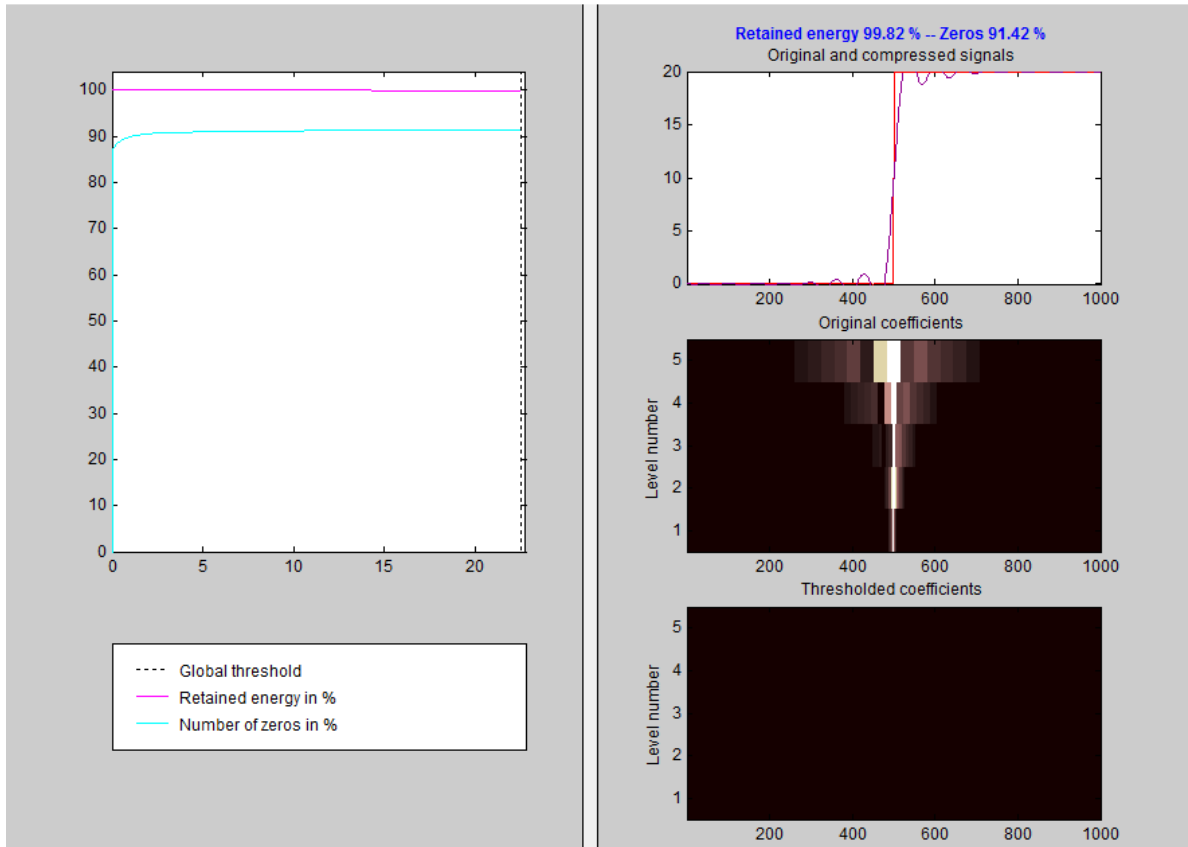 100
90
80
70
60
50
40
30
20
10
0
0 5 10 15 20
Global threshold
Retained energy in %
Number of zeros in %
Retained energy 99.82 % -- Zeros 91.42 %
Original and compressed signals
20
15
10
5
0
200 400 600 800 1000
Original coefficients
Level number
5
4
3
2
1
200 400 600 800 1000
Thresholded coefficients
Level number
5
4
3
2
1
200 400 600 800 1000